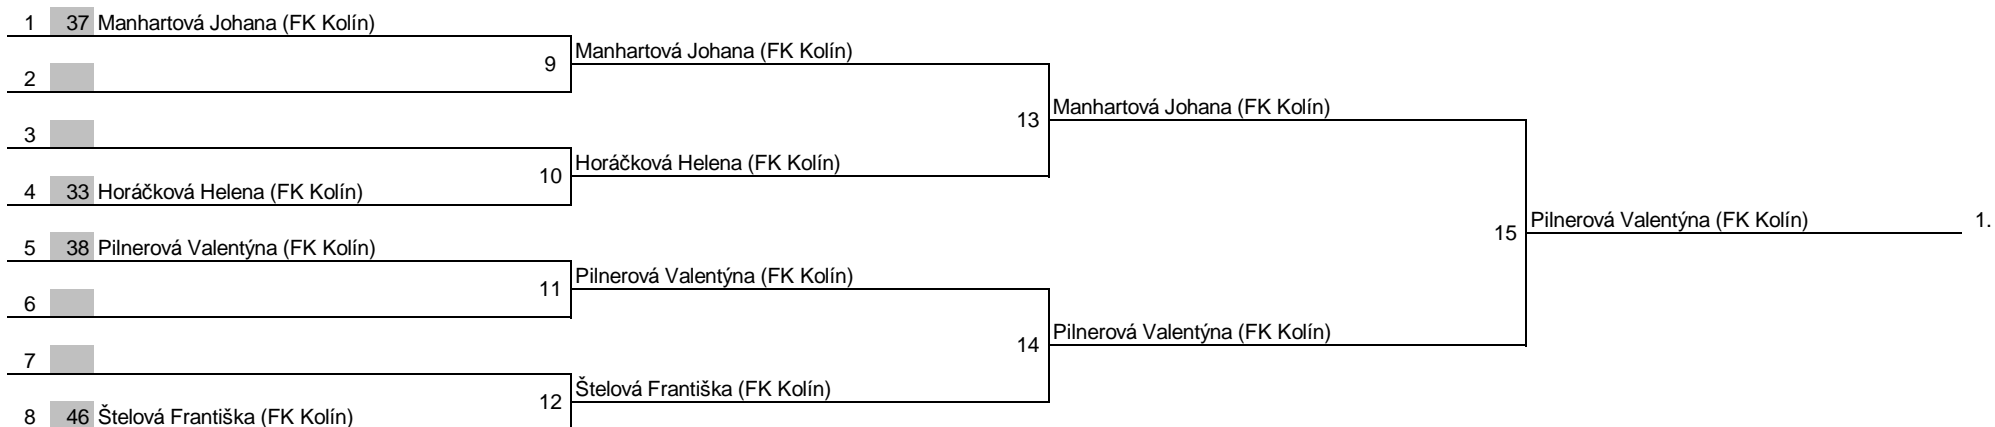 1 37 Manhartová Johana (FK Kolín)
9 Manhartová Johana (FK Kolín)
2
13 Manhartová Johana (FK Kolín)
3
10 Horáčková Helena (FK Kolín)
4 33 Horáčková Helena (FK Kolín)
15 Pilnerová Valentýna (FK Kolín) 1.
5 38 Pilnerová Valentýna (FK Kolín)
11 Pilnerová Valentýna (FK Kolín)
6
14 Pilnerová Valentýna (FK Kolín)
7
12 Štelová Františka (FK Kolín)
8 46 Štelová Františka (FK Kolín)